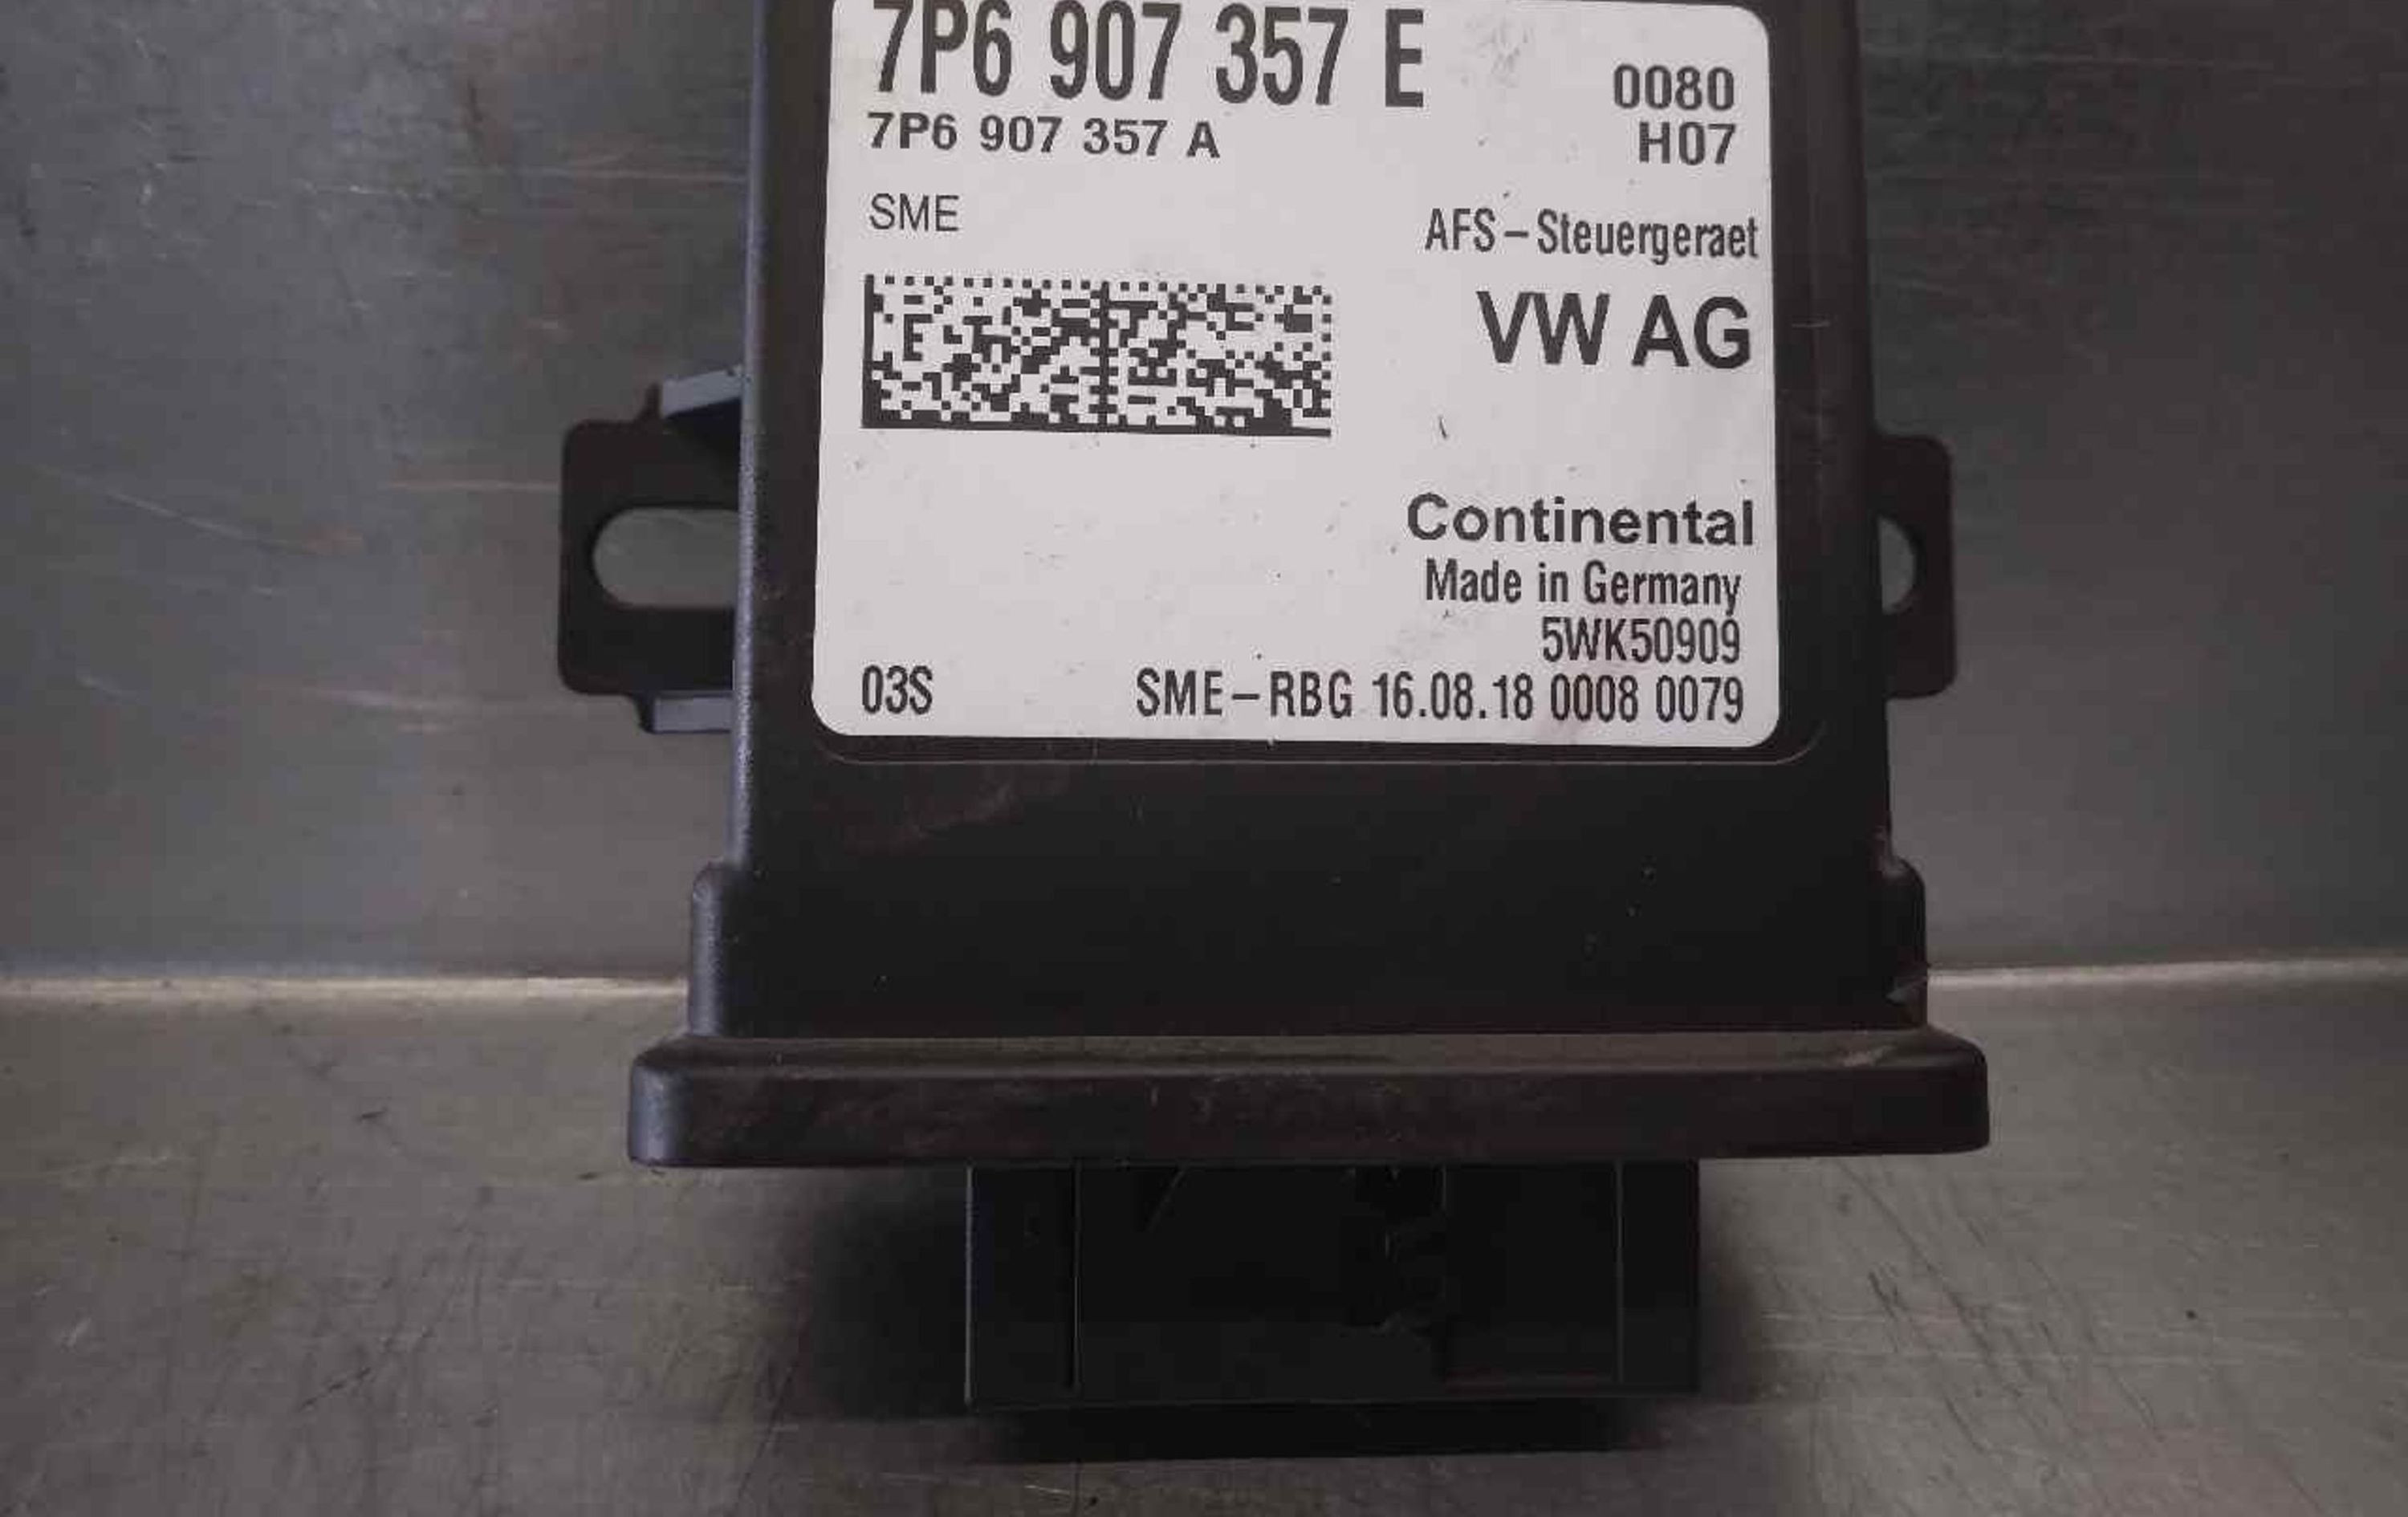 7P6 907 357 E
0080
7P6 907 357 A
H07
SME
AFS-Steuergeraet
VW AG
Continental
Made in Germany
5WK50909
03S SME-RBG 16.08.18 0008 0079